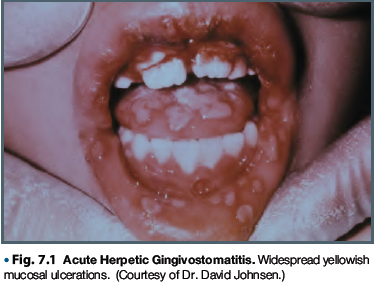 • Fig. 7.1 Acute Herpetic Gingivostomatitis. Widespread yellowish
mucosal ulcerations. (Courtesy of Dr. David Johnsen.)